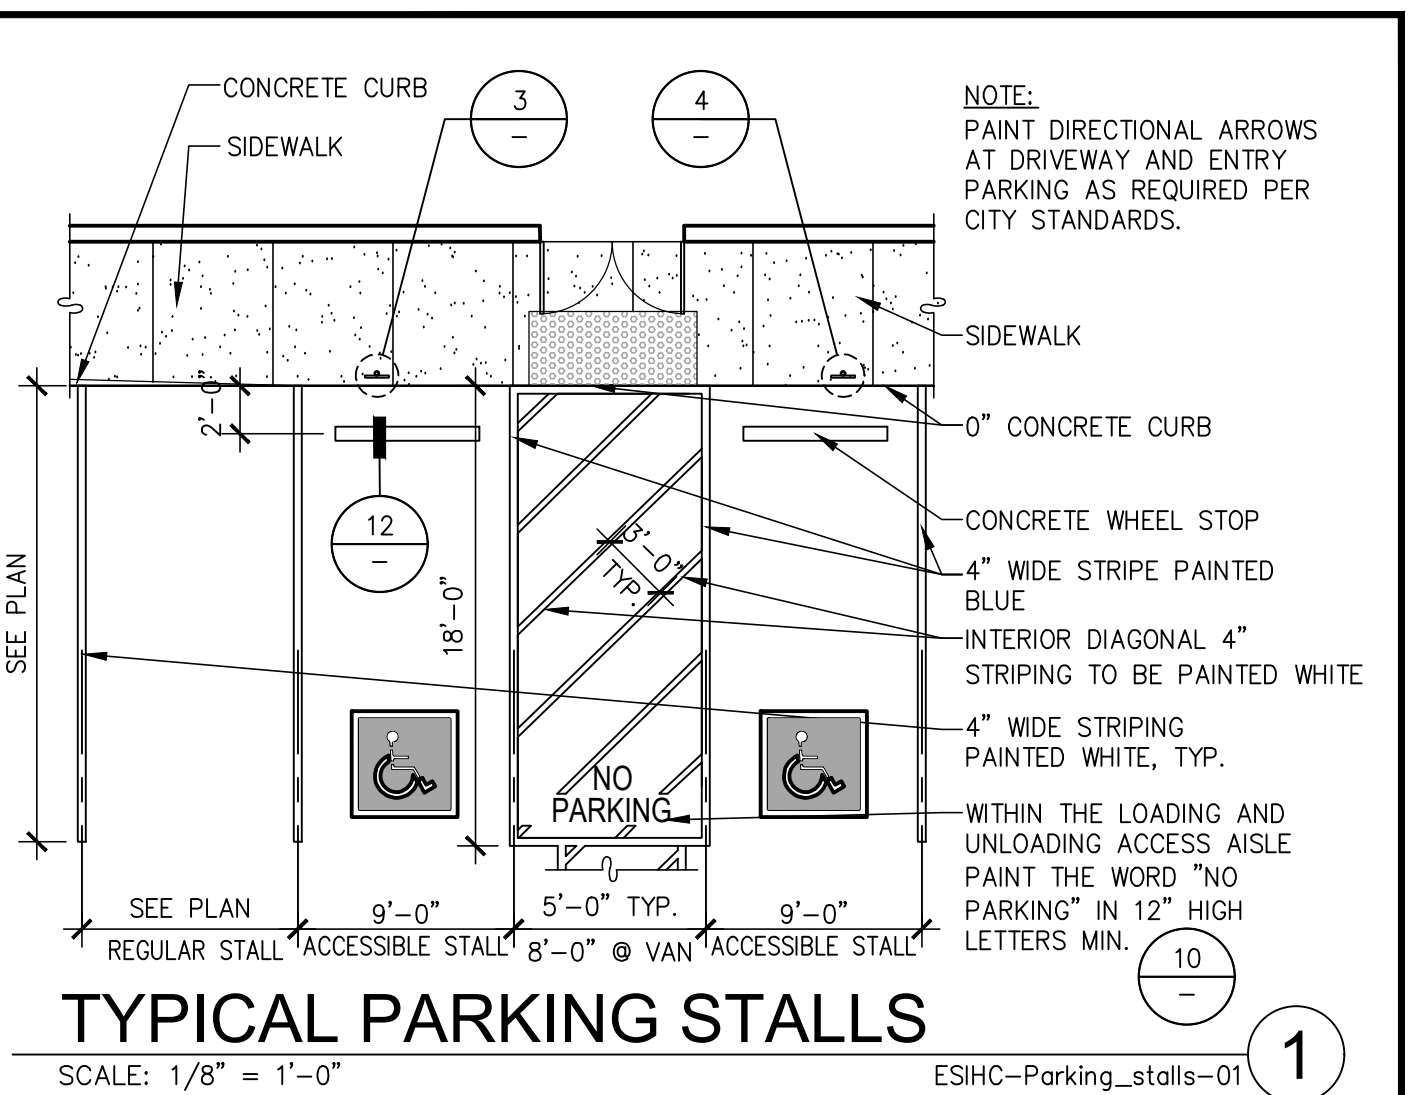 CONCRETE CURB
SIDEWALK
3
–
4
–
NOTE:
PAINT DIRECTIONAL ARROWS
AT DRIVEWAY AND ENTRY
PARKING AS REQUIRED PER
CITY STANDARDS.
SIDEWALK
0" CONCRETE CURB
CONCRETE WHEEL STOP
4" WIDE STRIPE PAINTED
BLUE
INTERIOR DIAGONAL 4"
STRIPING TO BE PAINTED WHITE
4" WIDE STRIPING
PAINTED WHITE, TYP.
WITHIN THE LOADING AND
UNLOADING ACCESS AISLE
PAINT THE WORD "NO
PARKING" IN 12" HIGH
LETTERS MIN.
10
–
2'-0"
12
–
SEE PLAN
18'-0"
3'-0"
TYP.
NO
PARKING
SEE PLAN
REGULAR STALL
9'-0"
ACCESSIBLE STALL
5'-0" TYP.
8'-0" @ VAN
9'-0"
ACCESSIBLE STALL
TYPICAL PARKING STALLS
SCALE: 1/8" = 1'-0"
ESIHC-Parking_stalls-01
1